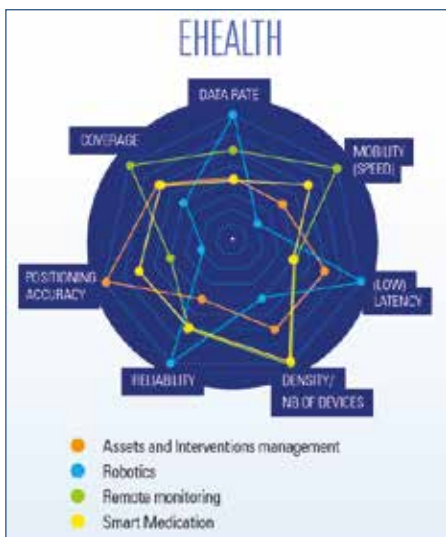 EHEALTH
DATA RATE
COVERAGE
MOBILITY
(SPEED)
POSITIONING
ACCURACY
(LOW)
LATENCY
RELIABILITY
DENSITY/
NB OF DEVICES
Assets and Interventions management
Robotics
Remote monitoring
Smart Medication